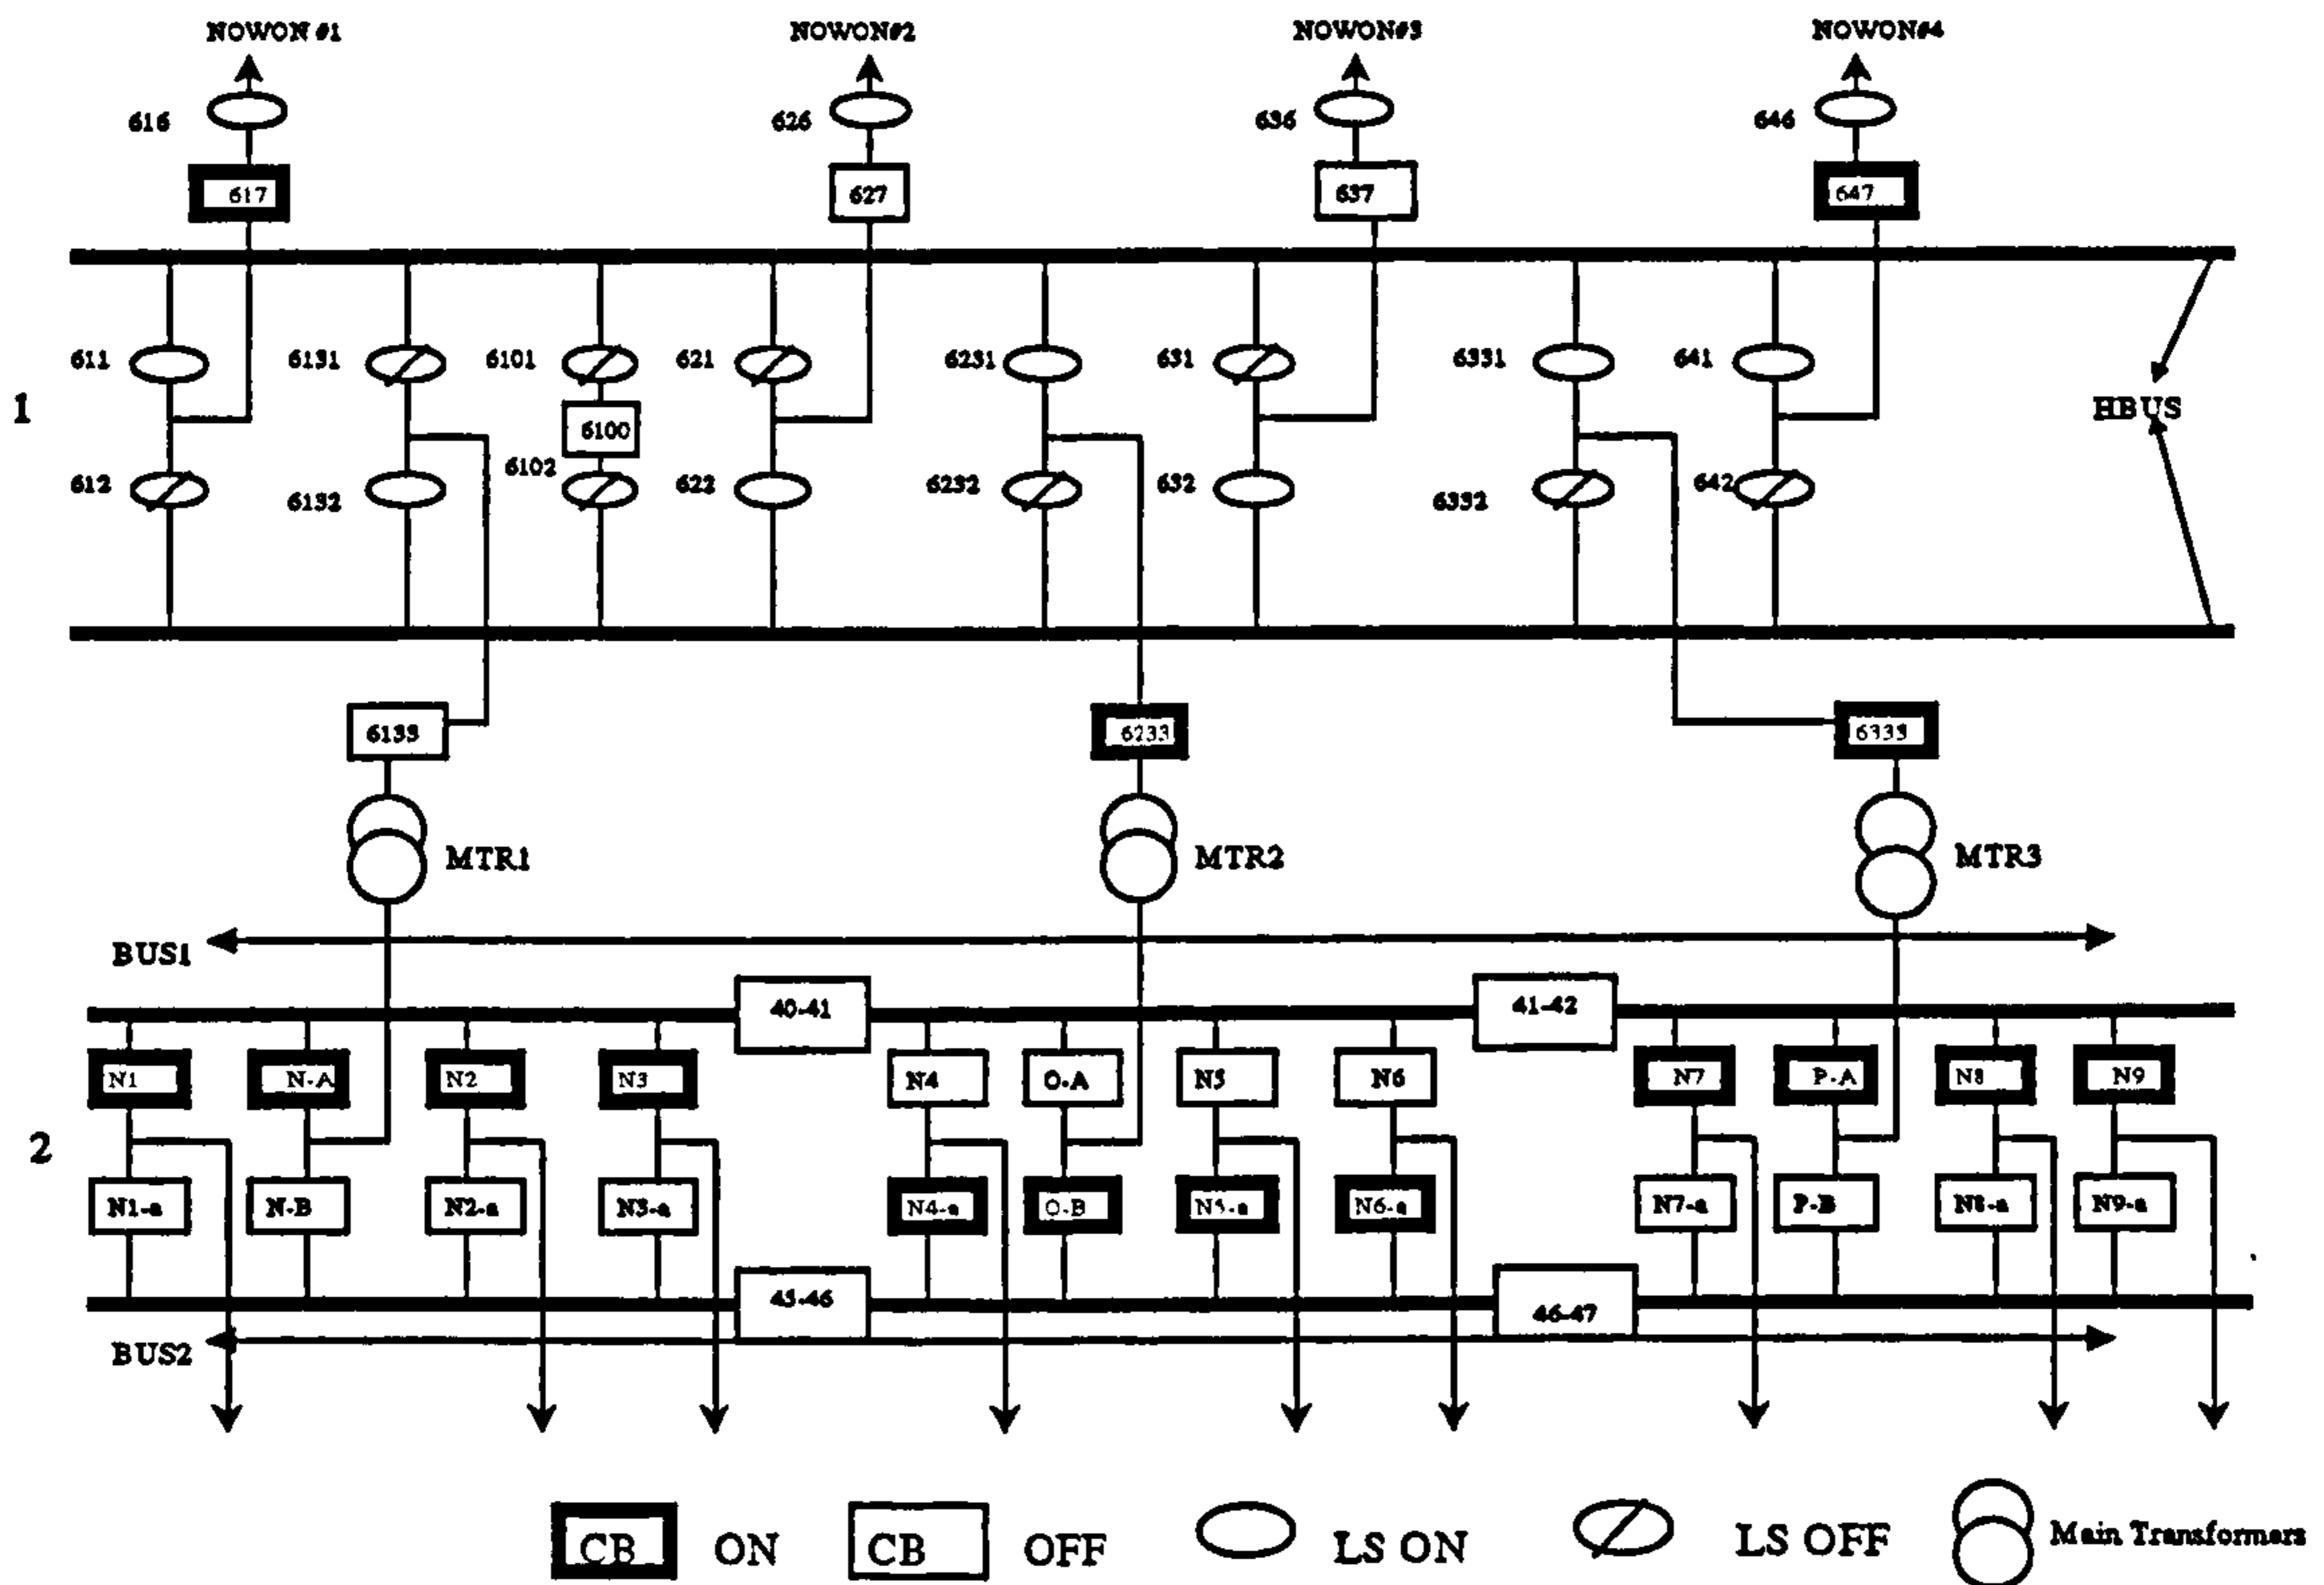 NOWON #1 NOWON#2 NOWON#3 NOWON#4
616 626 636 646
617 627 637 647
611 6131 6101 621 6231 631 6331 641
1 6100 HBUS
612 6132 6102 622 6232 632 6332 642
6133 6233 6333
MTR1 MTR2 MTR3
BUS1
40-41 41-42
N1 N-A N2 N3 N4 O-A N5 N6 N7 P-A N8 N9
2
N1-a N-B N2-a N3-a N4-a O-B N5-a N6-a N7-a P-B N8-a N9-a
45-46 46-47
BUS2
CB ON CB OFF LS ON LS OFF Main Transformers